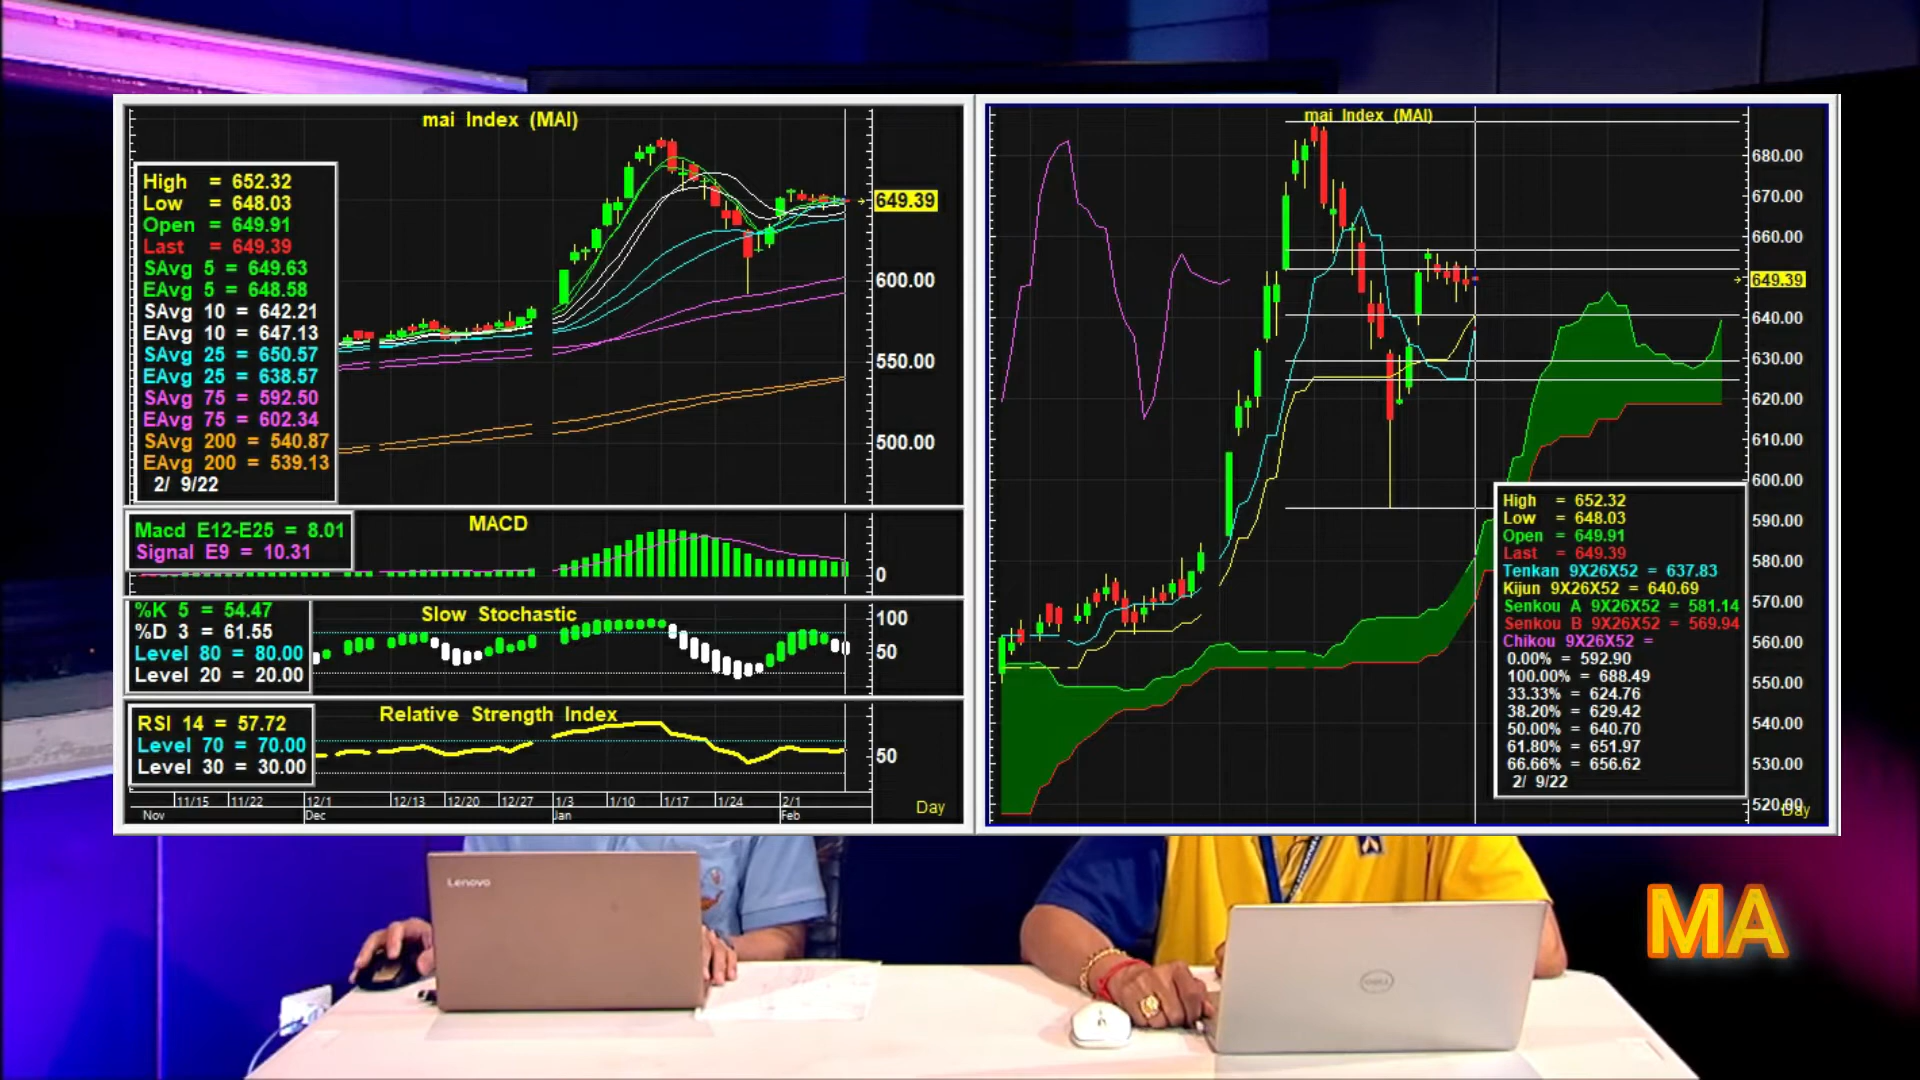 mai Index (MAI)
High = 652.32
Low = 648.03
Open = 649.91
Last = 649.39
SAvg 5 = 649.63
EAvg 5 = 648.58
SAvg 10 = 642.21
EAvg 10 = 647.13
SAvg 25 = 650.57
EAvg 25 = 638.57
SAvg 75 = 592.50
EAvg 75 = 602.34
SAvg 200 = 540.87
EAvg 200 = 539.13
2/ 9/22
649.39
600.00
550.00
500.00
MACD
Macd E12-E25 = 8.01
Signal E9 = 10.31
0
Slow Stochastic
%K 5 = 54.47
%D 3 = 61.55
Level 80 = 80.00
Level 20 = 20.00
100
50
Relative Strength Index
RSI 14 = 57.72
Level 70 = 70.00
Level 30 = 30.00
50
11/15 11/22 12/1 12/13 12/20 12/27 1/3 1/10 1/17 1/24 2/1
Nov Dec Jan Feb
Day
mai Index (MAI)
680.00
670.00
660.00
649.39
640.00
630.00
620.00
610.00
600.00
590.00
580.00
570.00
560.00
550.00
540.00
530.00
520.00
Day
High = 652.32
Low = 648.03
Open = 649.91
Last = 649.39
Tenkan 9X26X52 = 637.83
Kijun 9X26X52 = 640.69
Senkou A 9X26X52 = 581.14
Senkou B 9X26X52 = 569.94
Chikou 9X26X52 =
0.00% = 592.90
100.00% = 688.49
33.33% = 624.76
38.20% = 629.42
50.00% = 640.70
61.80% = 651.97
66.66% = 656.62
2/ 9/22
Lenovo
DELL
MA